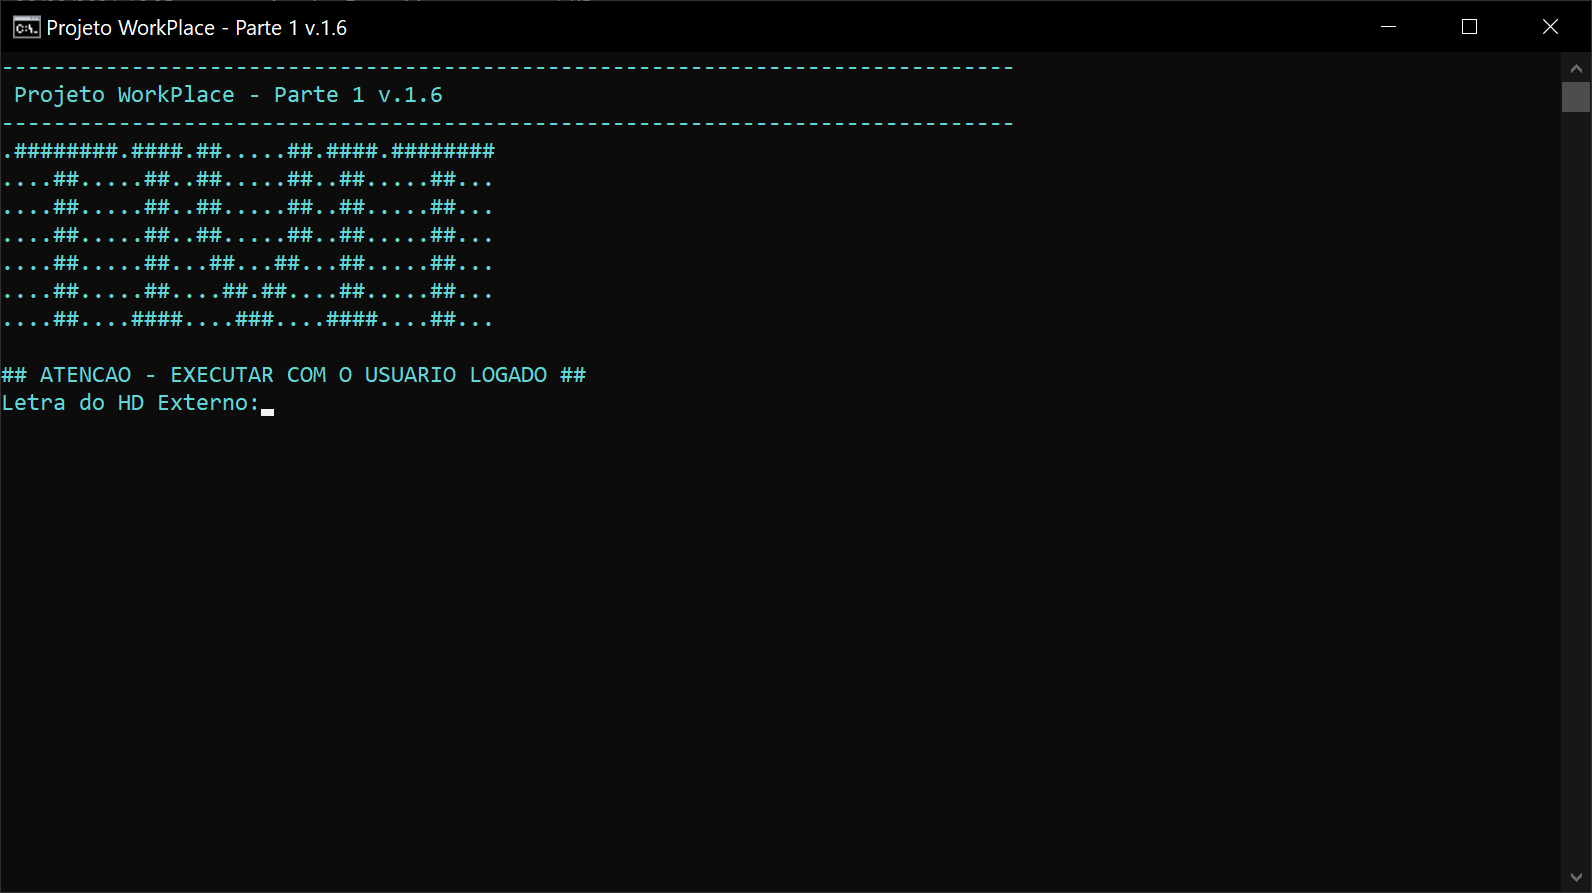 Projeto WorkPlace - Parte 1 v.1.6
------------------------------------------------------------------------------
 Projeto WorkPlace - Parte 1 v.1.6
------------------------------------------------------------------------------
.########.####.##.....##.####.########
....##.....##..##.....##..##.....##...
....##.....##..##.....##..##.....##...
....##.....##..##.....##..##.....##...
....##.....##...##...##...##.....##...
....##.....##....##.##....##.....##...
....##....####....###....####....##...
## ATENCAO - EXECUTAR COM O USUARIO LOGADO ##
Letra do HD Externo: